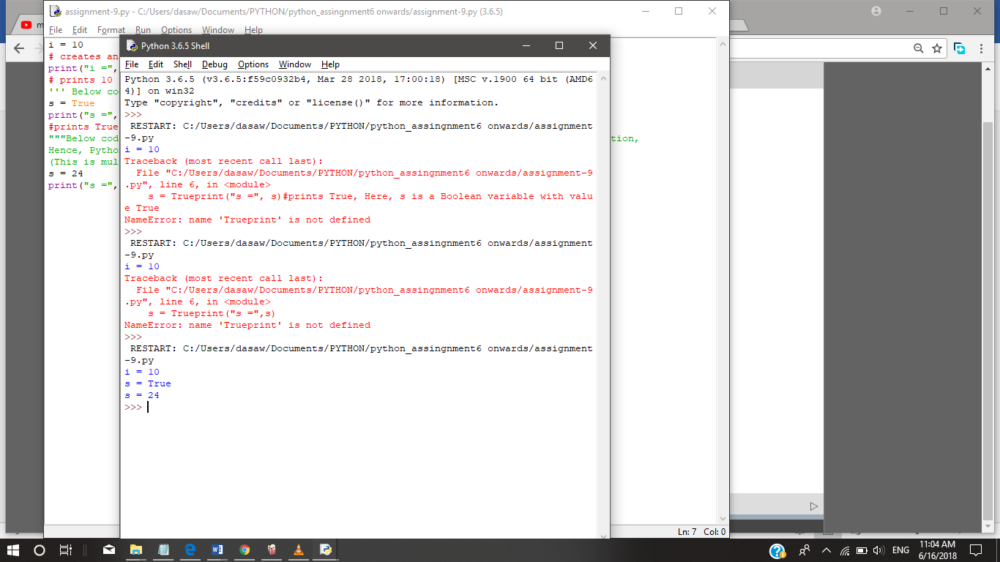 m
assignment-9.py - C:/Users/dasaw/Documents/PYTHON/python_assingnment6 onwards/assignment-9.py (3.6.5)
File Edit Format Run Options Window Help
i = 10
# creates an
print("i =",
# prints 10
''' Below cod
s = True
print("s =",
#prints True
"""Below cod
tion,
Hence, Pytho
(This is mul
s = 24
print("s =",
Python 3.6.5 Shell
File Edit Shell Debug Options Window Help
Python 3.6.5 (v3.6.5:f59c0932b4, Mar 28 2018, 17:00:18) [MSC v.1900 64 bit (AMD6
4)] on win32
Type "copyright", "credits" or "license()" for more information.
>>>
 RESTART: C:/Users/dasaw/Documents/PYTHON/python_assingnment6 onwards/assignment
-9.py
i = 10
Traceback (most recent call last):
  File "C:/Users/dasaw/Documents/PYTHON/python_assingnment6 onwards/assignment-9
.py", line 6, in <module>
    s = Trueprint("s =", s)#prints True, Here, s is a Boolean variable with valu
e True
NameError: name 'Trueprint' is not defined
>>>
 RESTART: C:/Users/dasaw/Documents/PYTHON/python_assingnment6 onwards/assignment
-9.py
i = 10
Traceback (most recent call last):
  File "C:/Users/dasaw/Documents/PYTHON/python_assingnment6 onwards/assignment-9
.py", line 6, in <module>
    s = Trueprint("s =",s)
NameError: name 'Trueprint' is not defined
>>>
 RESTART: C:/Users/dasaw/Documents/PYTHON/python_assingnment6 onwards/assignment
-9.py
i = 10
s = True
s = 24
>>>
Ln: 7 Col: 0
ENG
11:04 AM
6/16/2018